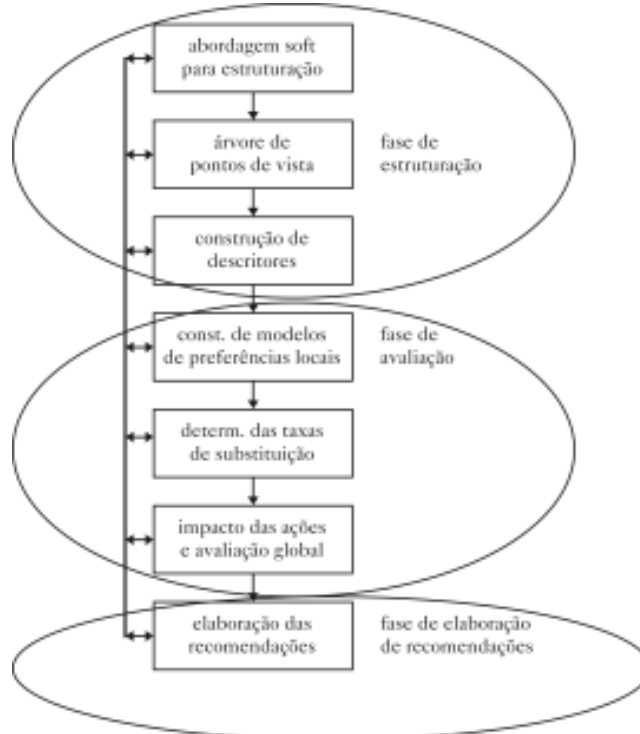 abordagem soft
para estruturação
árvore de
pontos de vista
fase de
estruturação
construção de
descritores
const. de modelos
de preferências locais
fase de
avaliação
determ. das taxas
de substituição
impacto das ações
e avaliação global
elaboração das
recomendações
fase de elaboração
de recomendações